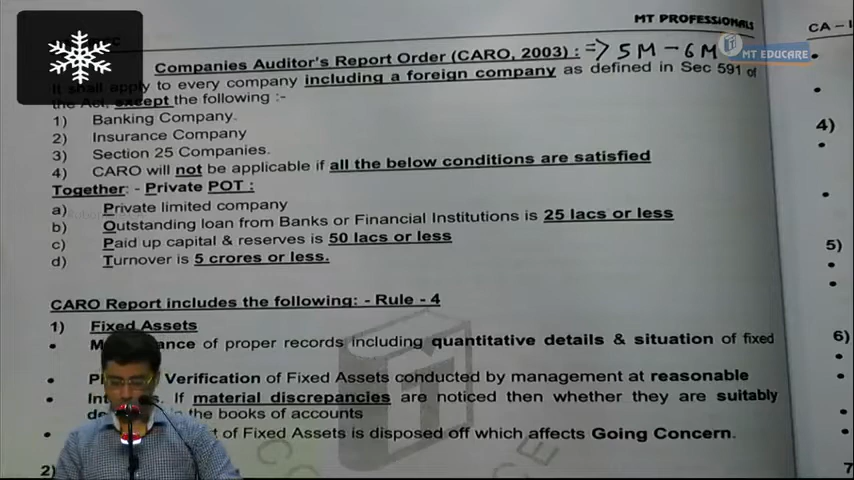 MT PROFESSIONALS
MT EDUCARE
CA - I
Companies Auditor's Report Order (CARO, 2003) : => 5M - 6M
It shall apply to every company including a foreign company as defined in Sec 591 of
the Act, except the following :-
1) Banking Company.
2) Insurance Company
3) Section 25 Companies.
4) CARO will not be applicable if all the below conditions are satisfied
Together: - Private POT :
a) Private limited company
b) Outstanding loan from Banks or Financial Institutions is 25 lacs or less
c) Paid up capital & reserves is 50 lacs or less
d) Turnover is 5 crores or less.
CARO Report includes the following: - Rule - 4
1) Fixed Assets
• of proper records including quantitative details & situation of fixed
• Verification of Fixed Assets conducted by management at reasonable
• If material discrepancies are noticed then whether they are suitably
in the books of accounts
• of Fixed Assets is disposed off which affects Going Concern.
2)
4)
5)
6)
7